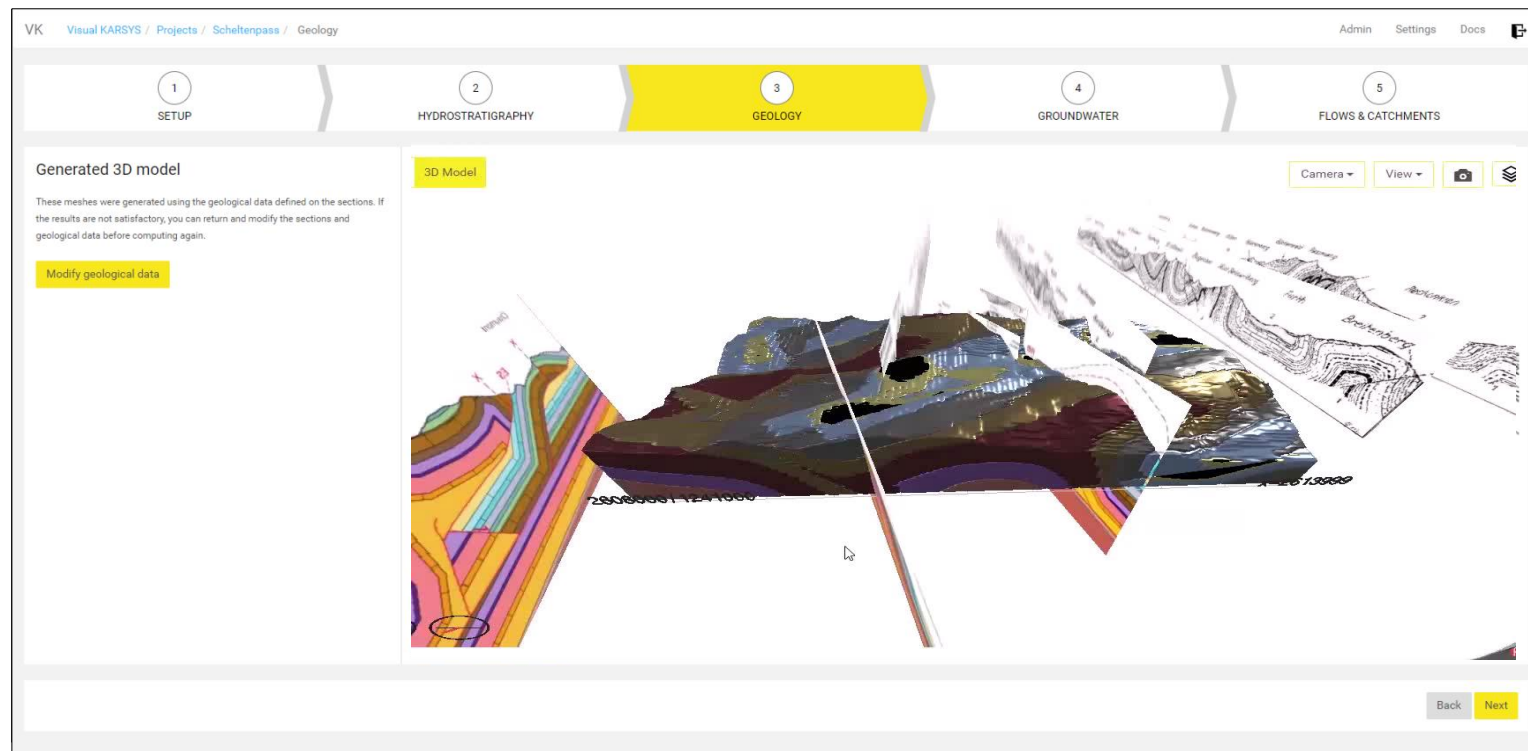 VK Visual KARSYS / Projects / Scheltenpass / Geology
Admin Settings Docs
1
SETUP
2
HYDROSTRATIGRAPHY
3
GEOLOGY
4
GROUNDWATER
5
FLOWS & CATCHMENTS
Generated 3D model
These meshes were generated using the geological data defined on the sections. If
the results are not satisfactory, you can return and modify the sections and
geological data before computing again.
Modify geological data
3D Model
Camera
View
Forth
Breitenberg
23
Back
Next